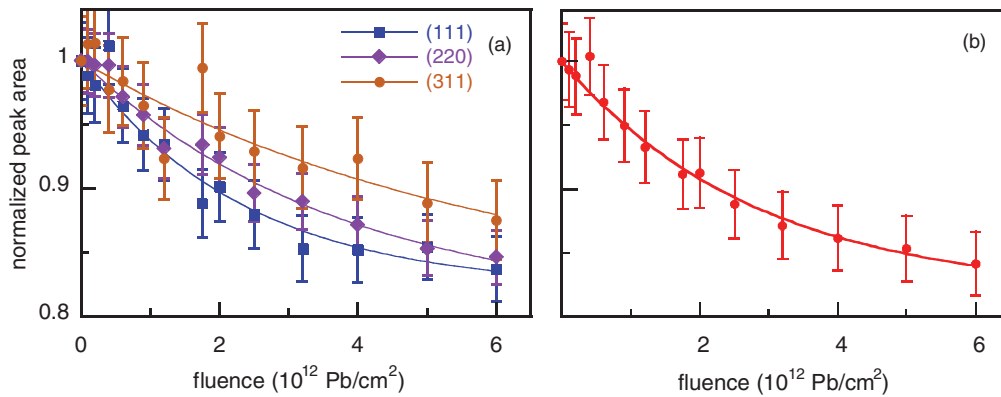 (111)
(220)
(311)
(a)
(b)
normalized peak area
1
0.9
0.8
0 2 4 6
2 4 6
fluence (10¹² Pb/cm²)
fluence (10¹² Pb/cm²)